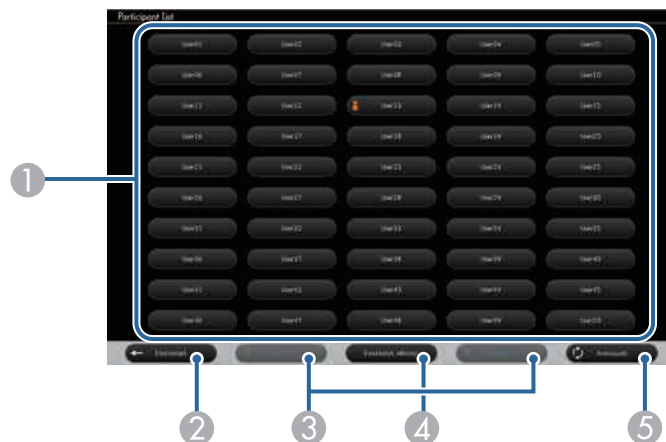 Participant List
User01 User02 User03 User04 User05
User06 User07 User08 User09 User10
User11 User12 User13 User14 User15
User16 User17 User18 User19 User20
User21 User22 User23 User24 User25
User26 User27 User28 User29 User30
User31 User32 User33 User34 User35
User36 User37 User38 User39 User40
User41 User42 User43 User44 User45
User46 User47 User48 User49 User50
1
2 3 4 5